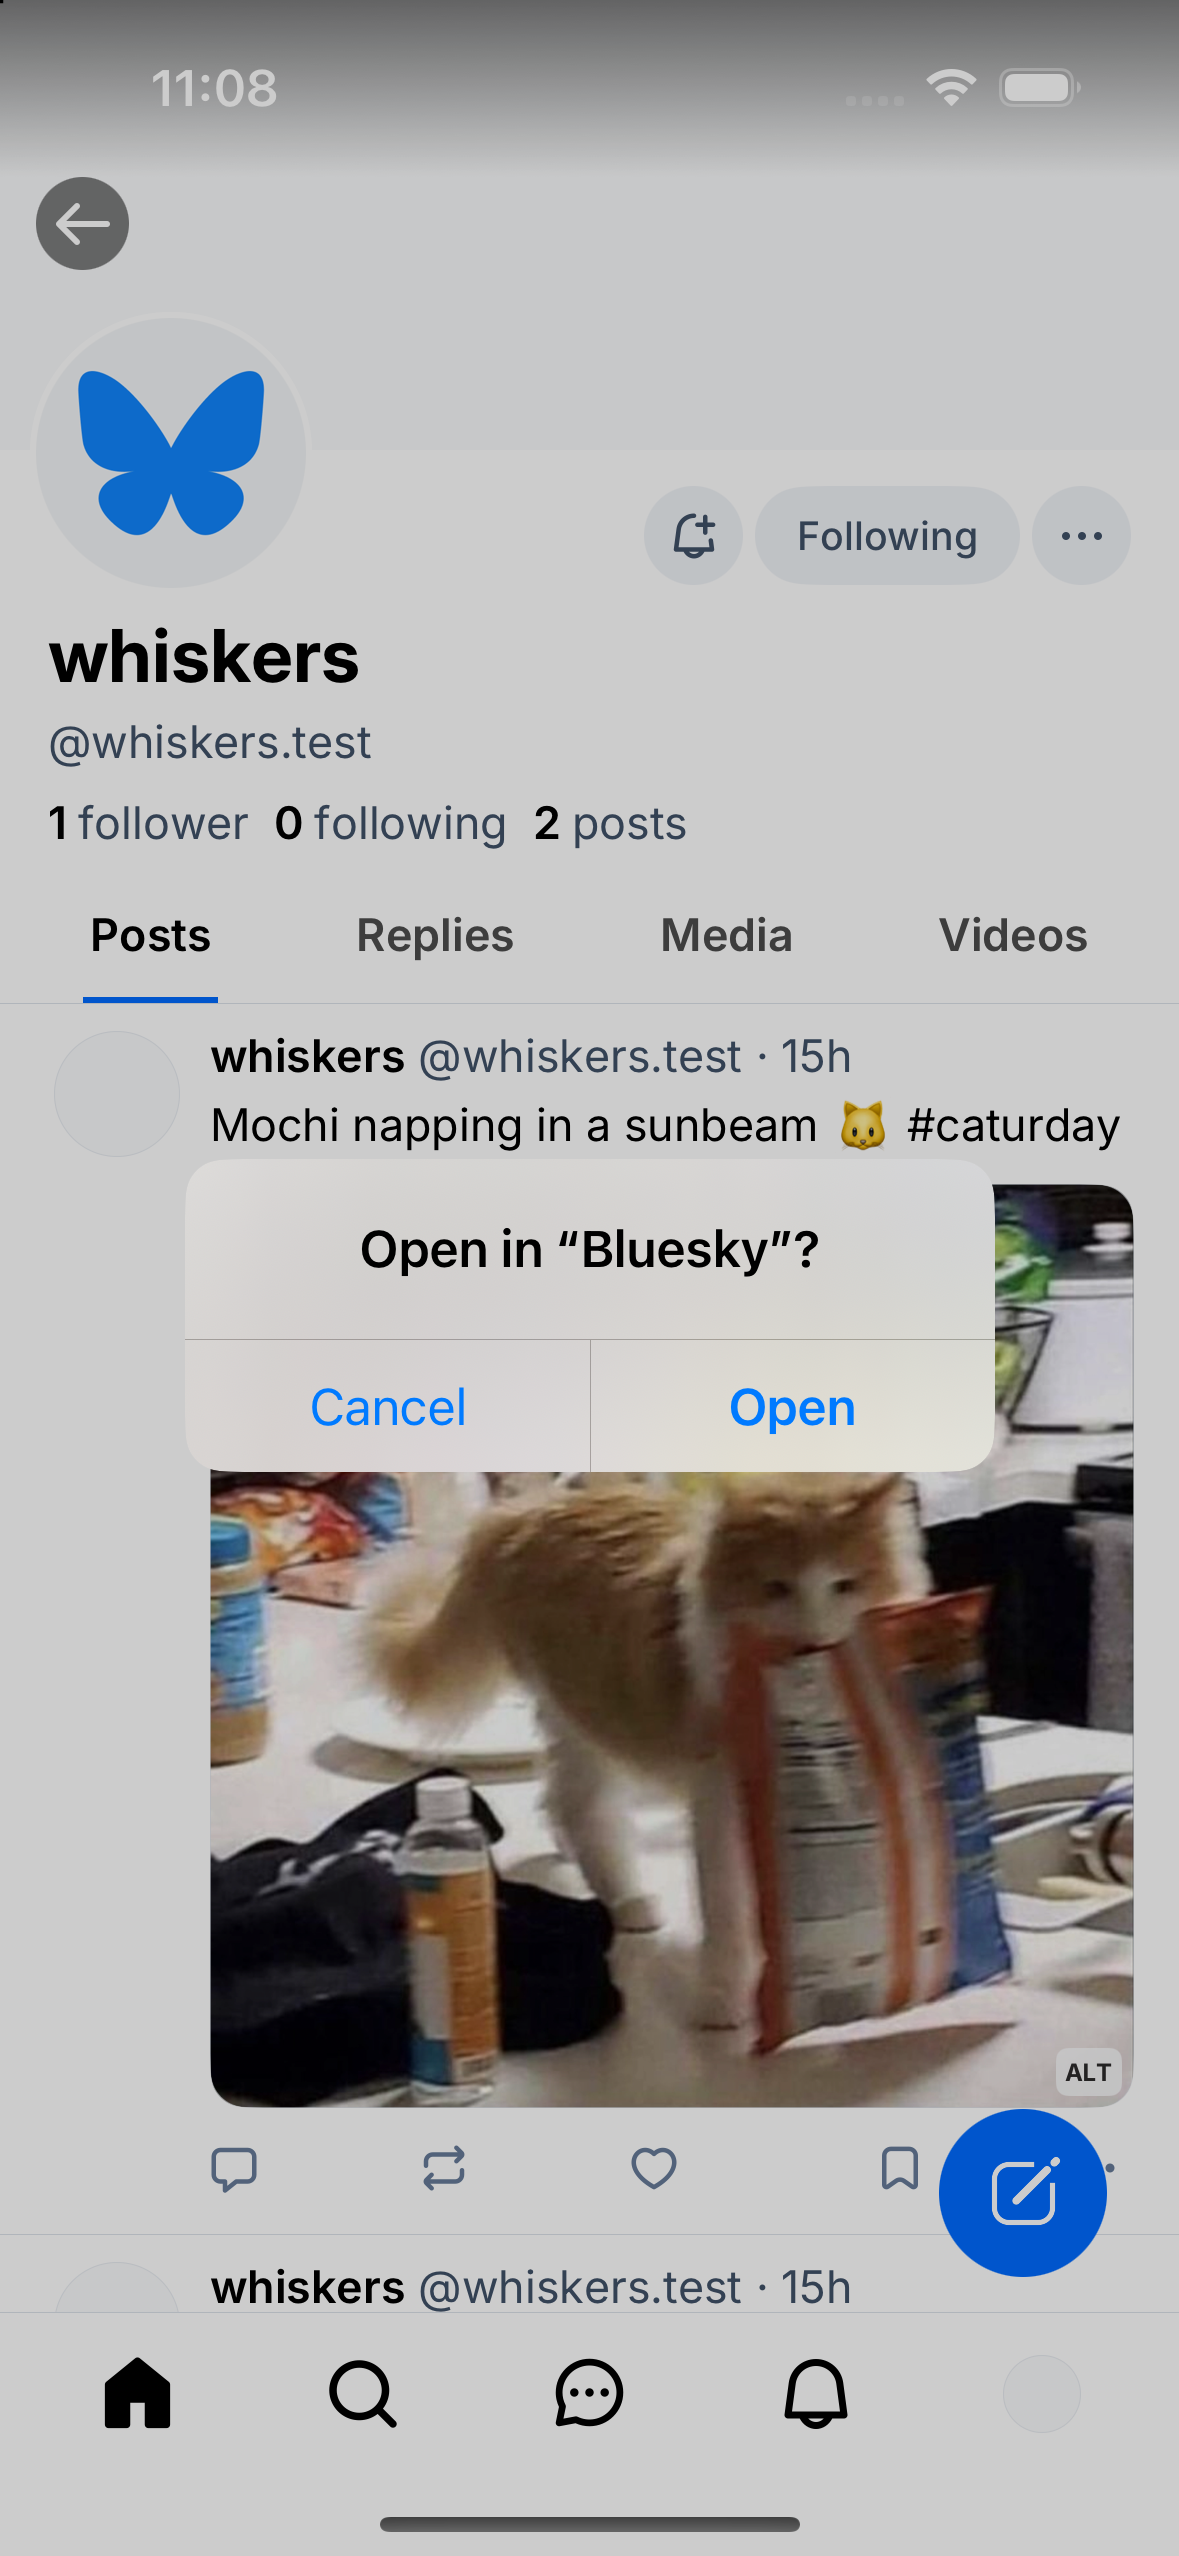 11:08
Following
whiskers
@whiskers.test
1 follower 0 following 2 posts
Posts Replies Media Videos
whiskers @whiskers.test · 15h
Mochi napping in a sunbeam 🐱 #caturday
Open in “Bluesky”?
Cancel Open
ALT
whiskers @whiskers.test · 15h